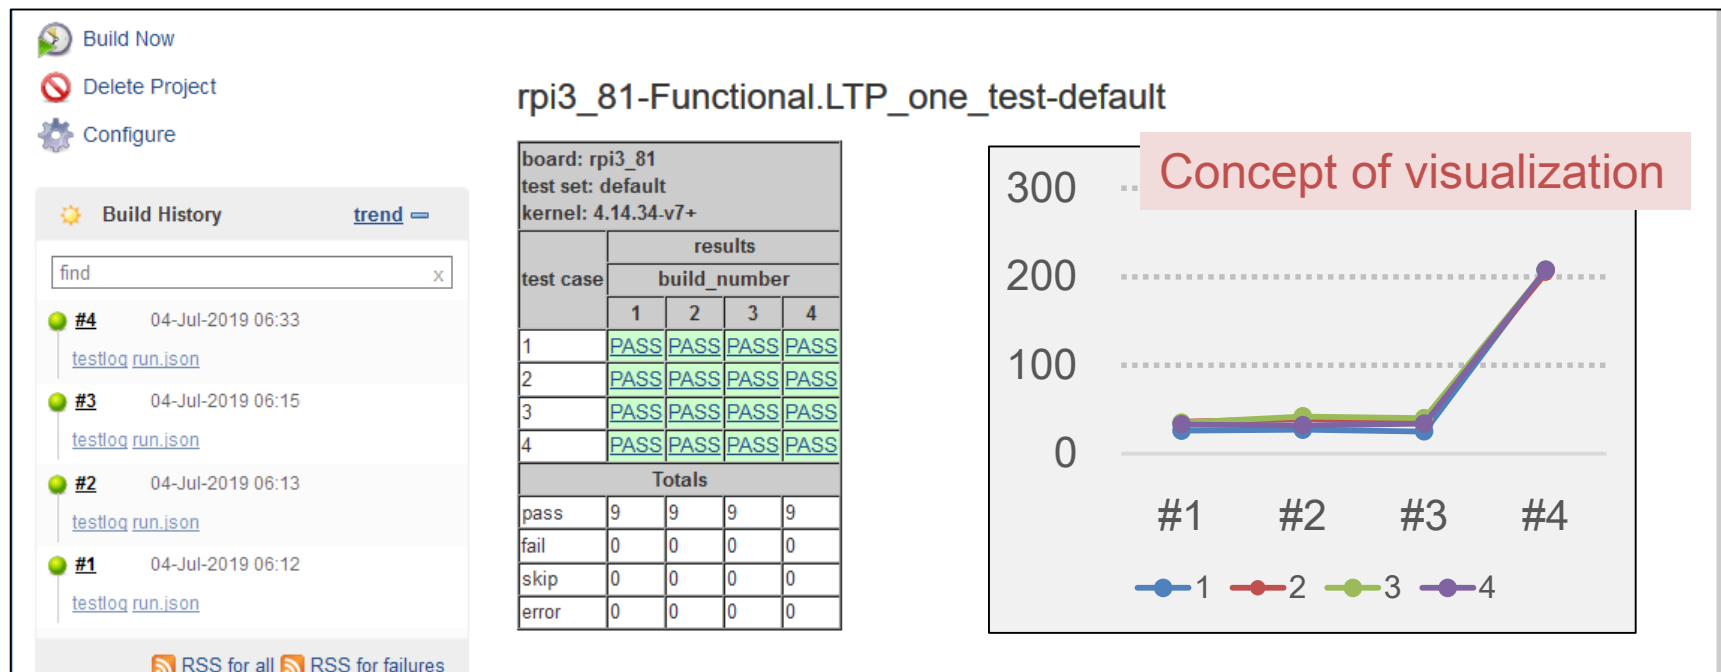 Build Now
Delete Project
Configure
Build History trend
find x
#4 04-Jul-2019 06:33
testlog run.json
#3 04-Jul-2019 06:15
testlog run.json
#2 04-Jul-2019 06:13
testlog run.json
#1 04-Jul-2019 06:12
testlog run.json
RSS for all RSS for failures
rpi3_81-Functional.LTP_one_test-default
board: rpi3_81
test set: default
kernel: 4.14.34-v7+
test case results
build_number
1 2 3 4
1 PASS PASS PASS PASS
2 PASS PASS PASS PASS
3 PASS PASS PASS PASS
4 PASS PASS PASS PASS
Totals
pass 9 9 9 9
fail 0 0 0 0
skip 0 0 0 0
error 0 0 0 0
Concept of visualization
300
200
100
0
#1 #2 #3 #4
1 2 3 4